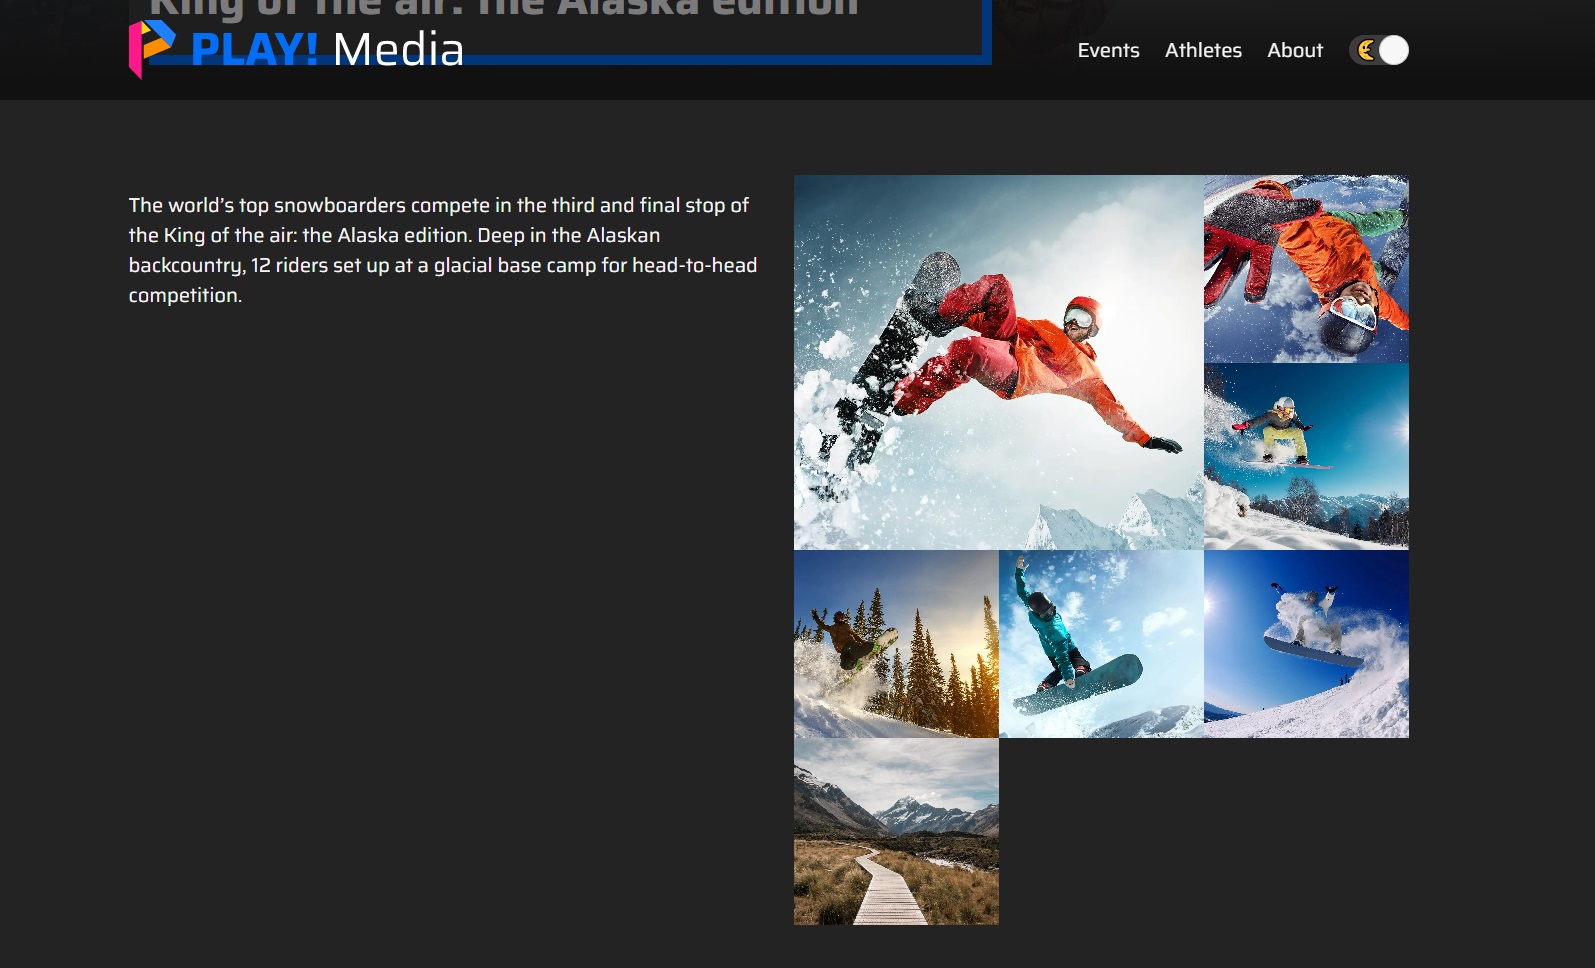 King of the air: the Alaska edition
PLAY! Media
Events
Athletes
About
The world's top snowboarders compete in the third and final stop of
the King of the air: the Alaska edition. Deep in the Alaskan
backcountry, 12 riders set up at a glacial base camp for head-to-head
competition.